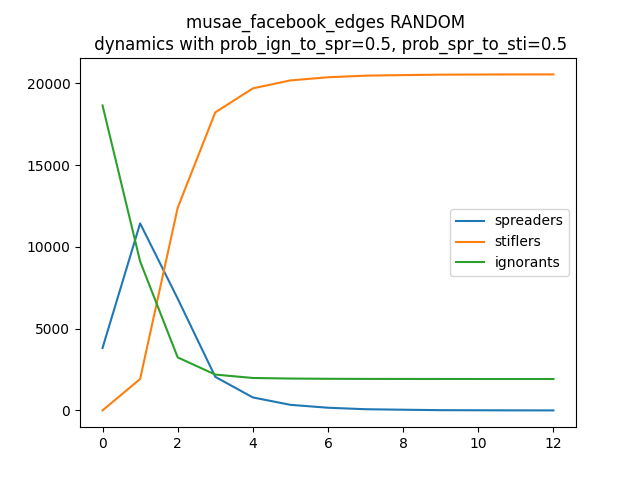 musae_facebook_edges RANDOM
dynamics with prob_ign_to_spr=0.5, prob_spr_to_sti=0.5
20000
15000
10000
5000
0
spreaders
stiflers
ignorants
0 2 4 6 8 10 12